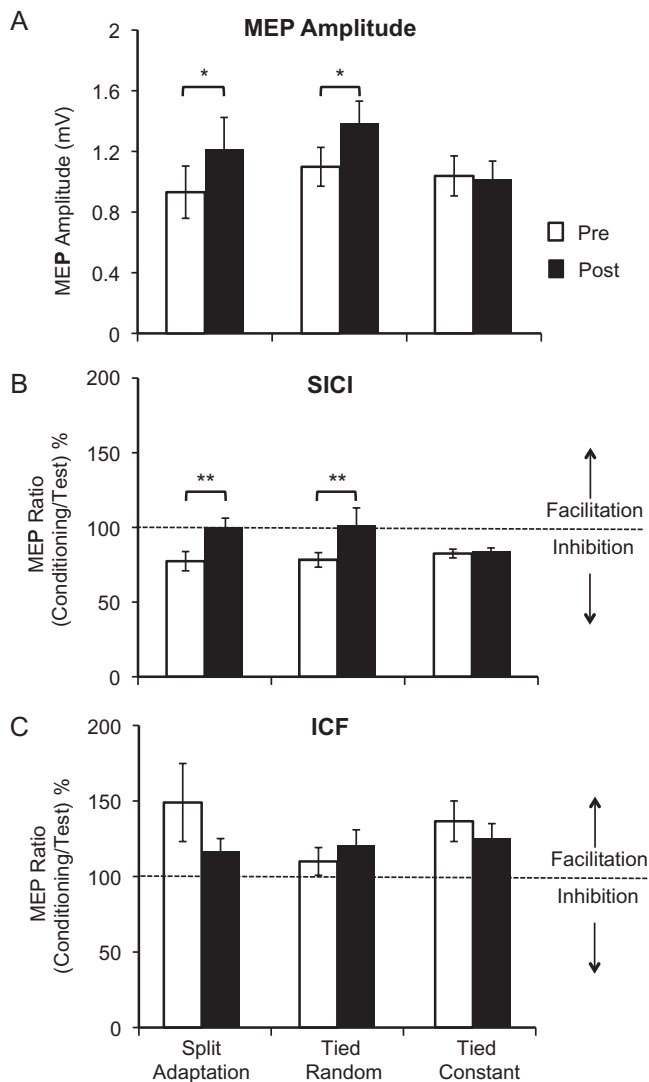 A
MEP Amplitude
2
1.6
1.2
0.8
0.4
0
MEP Amplitude (mV)
*
*
Pre
Post
B
SICI
200
150
100
50
0
MEP Ratio
(Conditioning/Test) %
**
**
Facilitation
Inhibition
C
ICF
200
150
100
50
0
MEP Ratio
(Conditioning/Test) %
Facilitation
Inhibition
Split
Adaptation
Tied
Random
Tied
Constant